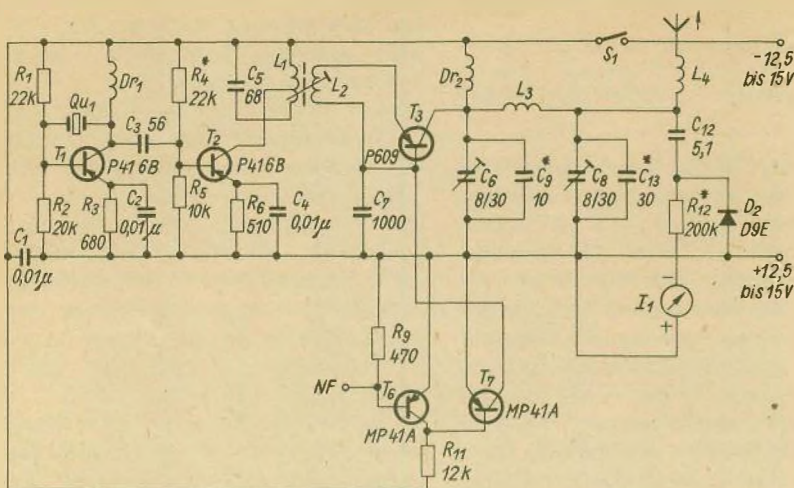 R1
22k
Qu1
Dr1
C3 56
R4*
22k
C5
68
L1
L2
T1
P416B
T2
P416B
R2
20k
R3
680
C2
0,01µ
R5
10k
R6
510
C4
0,01µ
C1
0,01µ
C7
1000
T3
P609
Dr2
L3
C6
8/30
C9*
10
C8
8/30
C13*
30
S1
L4
C12
5,1
R12*
200k
D2
D9E
-12,5
bis 15V
+12,5
bis 15V
I1
-
+
R9
470
NF
T6
MP41A
T7
MP41A
R11
12k